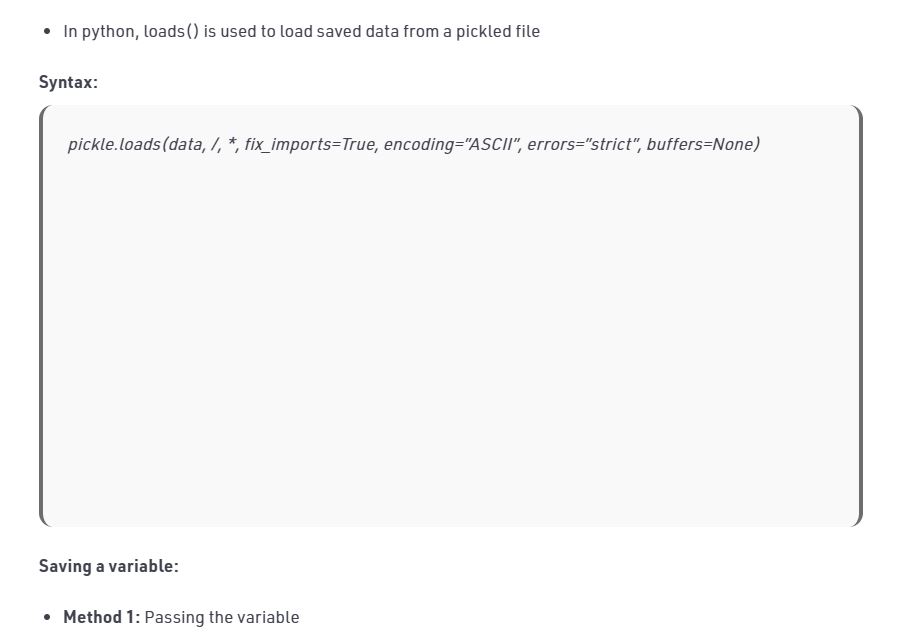 In python, loads() is used to load saved data from a pickled file
Syntax:
pickle.loads(data, /, *, fix_imports=True, encoding=”ASCII”, errors=”strict”, buffers=None)
Saving a variable:
Method 1: Passing the variable